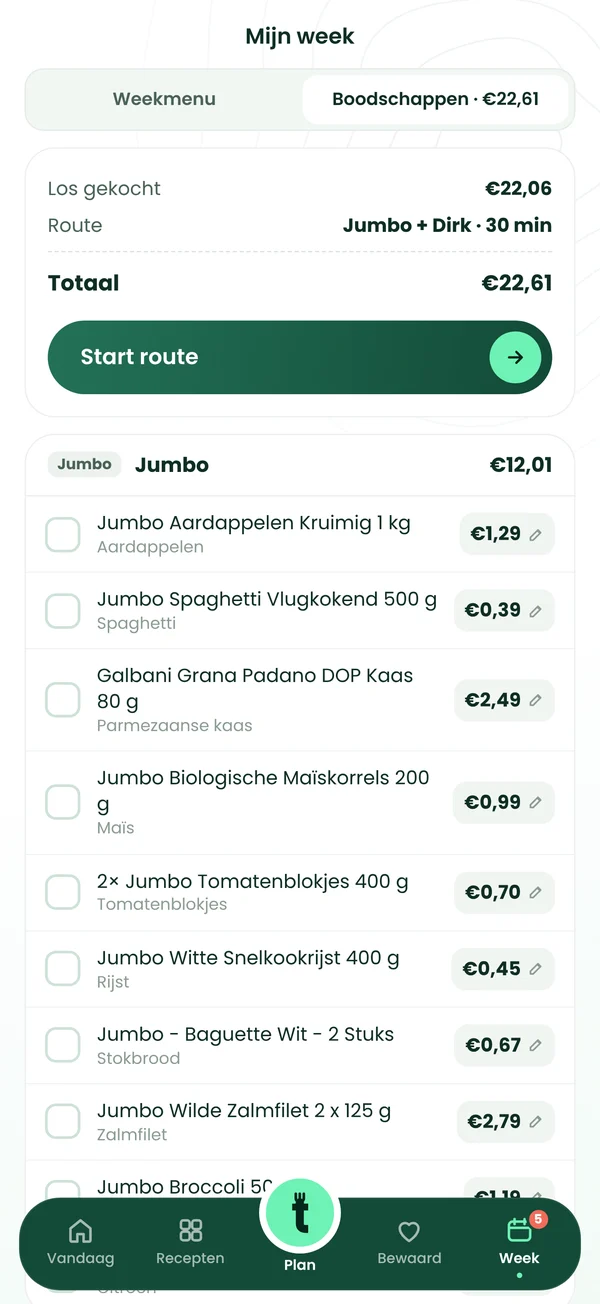 Mijn week
Weekmenu
Boodschappen · €22,61
Los gekocht €22,06
Route Jumbo + Dirk · 30 min
Totaal €22,61
Start route
Jumbo Jumbo €12,01
Jumbo Aardappelen Kruimig 1 kg
Aardappelen
€1,29
Jumbo Spaghetti Vlugkokend 500 g
Spaghetti
€0,39
Galbani Grana Padano DOP Kaas
80 g
Parmezaanse kaas
€2,49
Jumbo Biologische Maïskorrels 200
g
Maïs
€0,99
2× Jumbo Tomatenblokjes 400 g
Tomatenblokjes
€0,70
Jumbo Witte Snelkookrijst 400 g
Rijst
€0,45
Jumbo - Baguette Wit - 2 Stuks
Stokbrood
€0,67
Jumbo Wilde Zalmfilet 2 x 125 g
Zalmfilet
€2,79
Jumbo Broccoli
€1,19
t
Vandaag
Recepten
Plan
Bewaard
Week
5